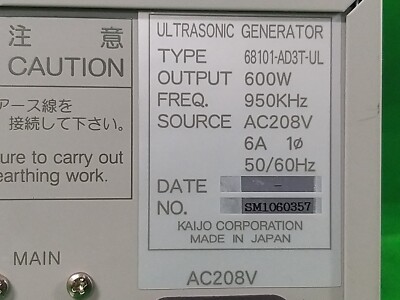 注 意
CAUTION
アース線を
接続して下さい。
ure to carry out
earthing work.
MAIN
ULTRASONIC GENERATOR
TYPE 68101-AD3T-UL
OUTPUT 600W
FREQ. 950KHz
SOURCE AC208V
6A 1ø
50/60Hz
DATE -
NO. SM1060357
KAIJO CORPORATION
MADE IN JAPAN
AC208V